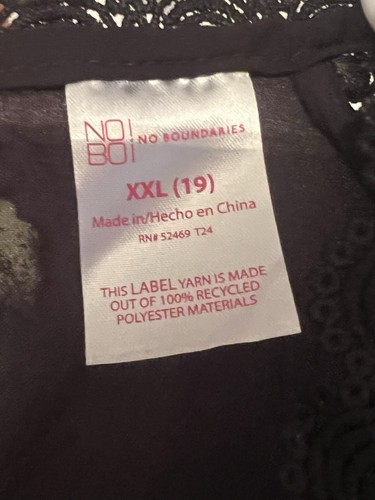 NO!
BO!
NO BOUNDARIES
XXL (19)
Made in/Hecho en China
RN# 52469 T24
THIS LABEL YARN IS MADE
OUT OF 100% RECYCLED
POLYESTER MATERIALS